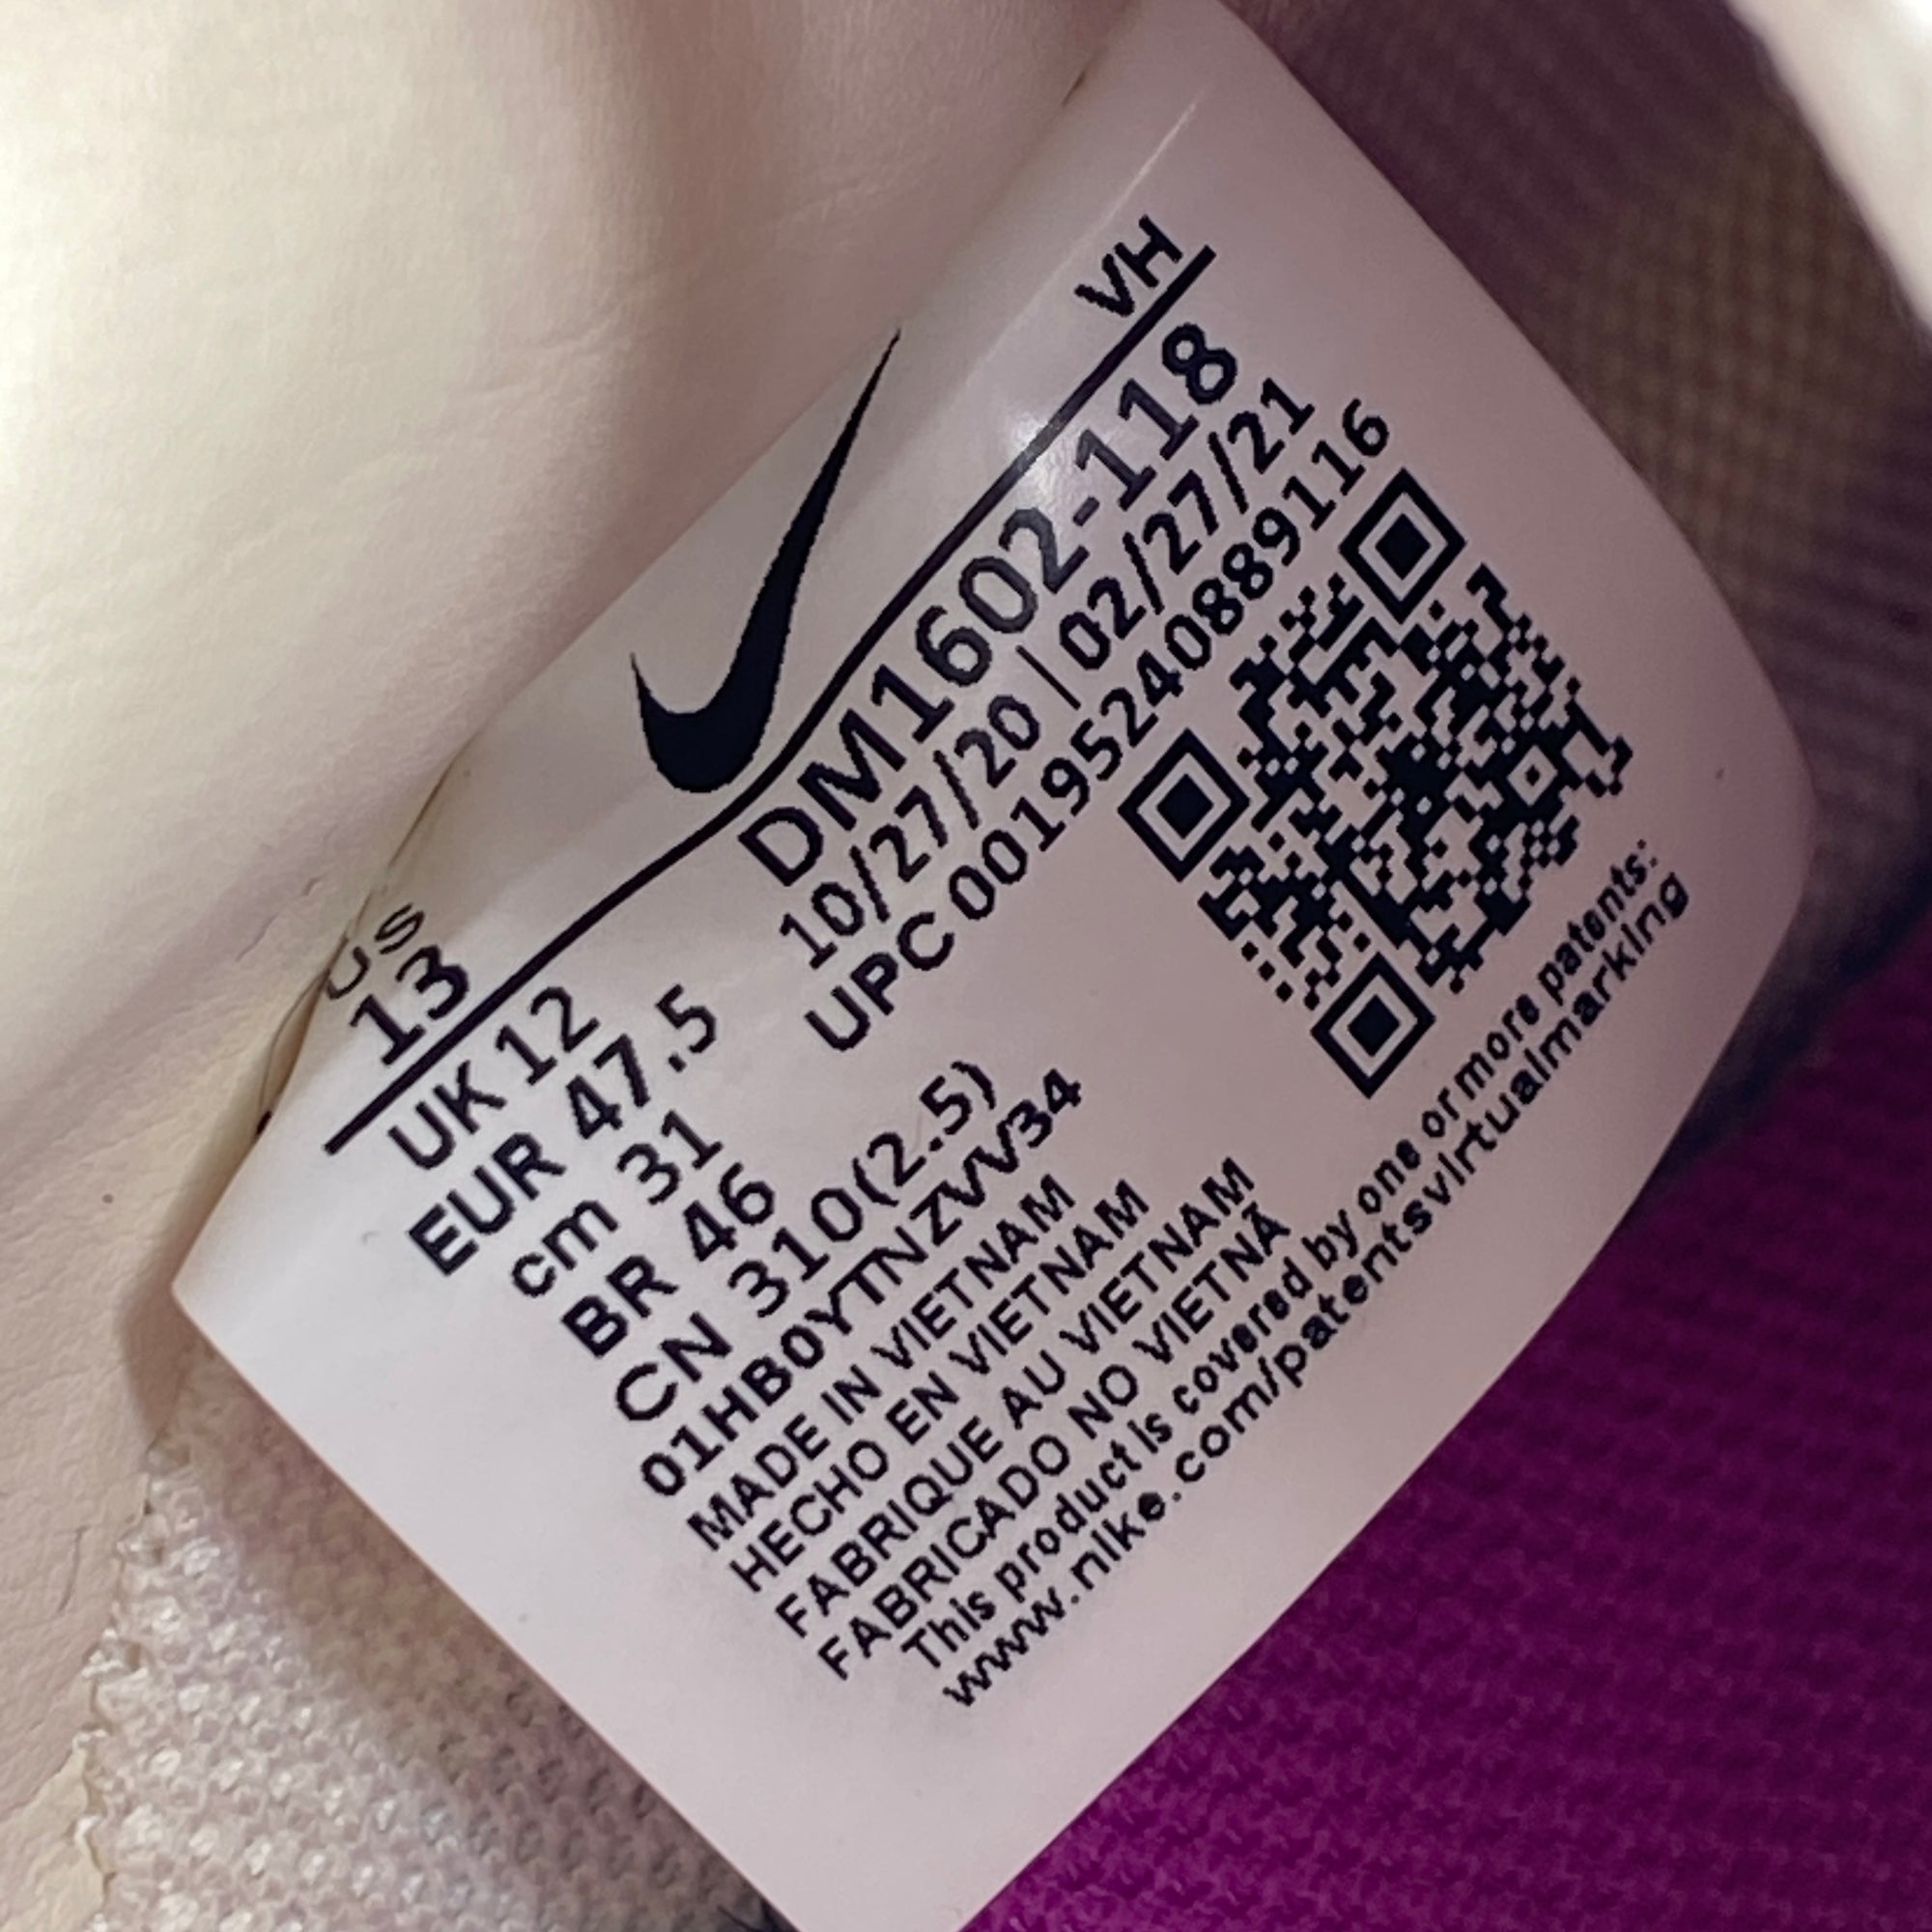 US
13
VH
UK 12
EUR 47.5
cm 31
BR 46
CN 310(2.5)
DM1602-118
10/27/20 | 02/27/21
UPC 00195240889116
01HB0YTNZVV34
MADE IN VIETNAM
HECHO EN VIETNAM
FABRIQUE AU VIETNAM
FABRICADO NO VIETNÃ
This product is covered by one or more patents:
www.nike.com/patentsvirtualmarking